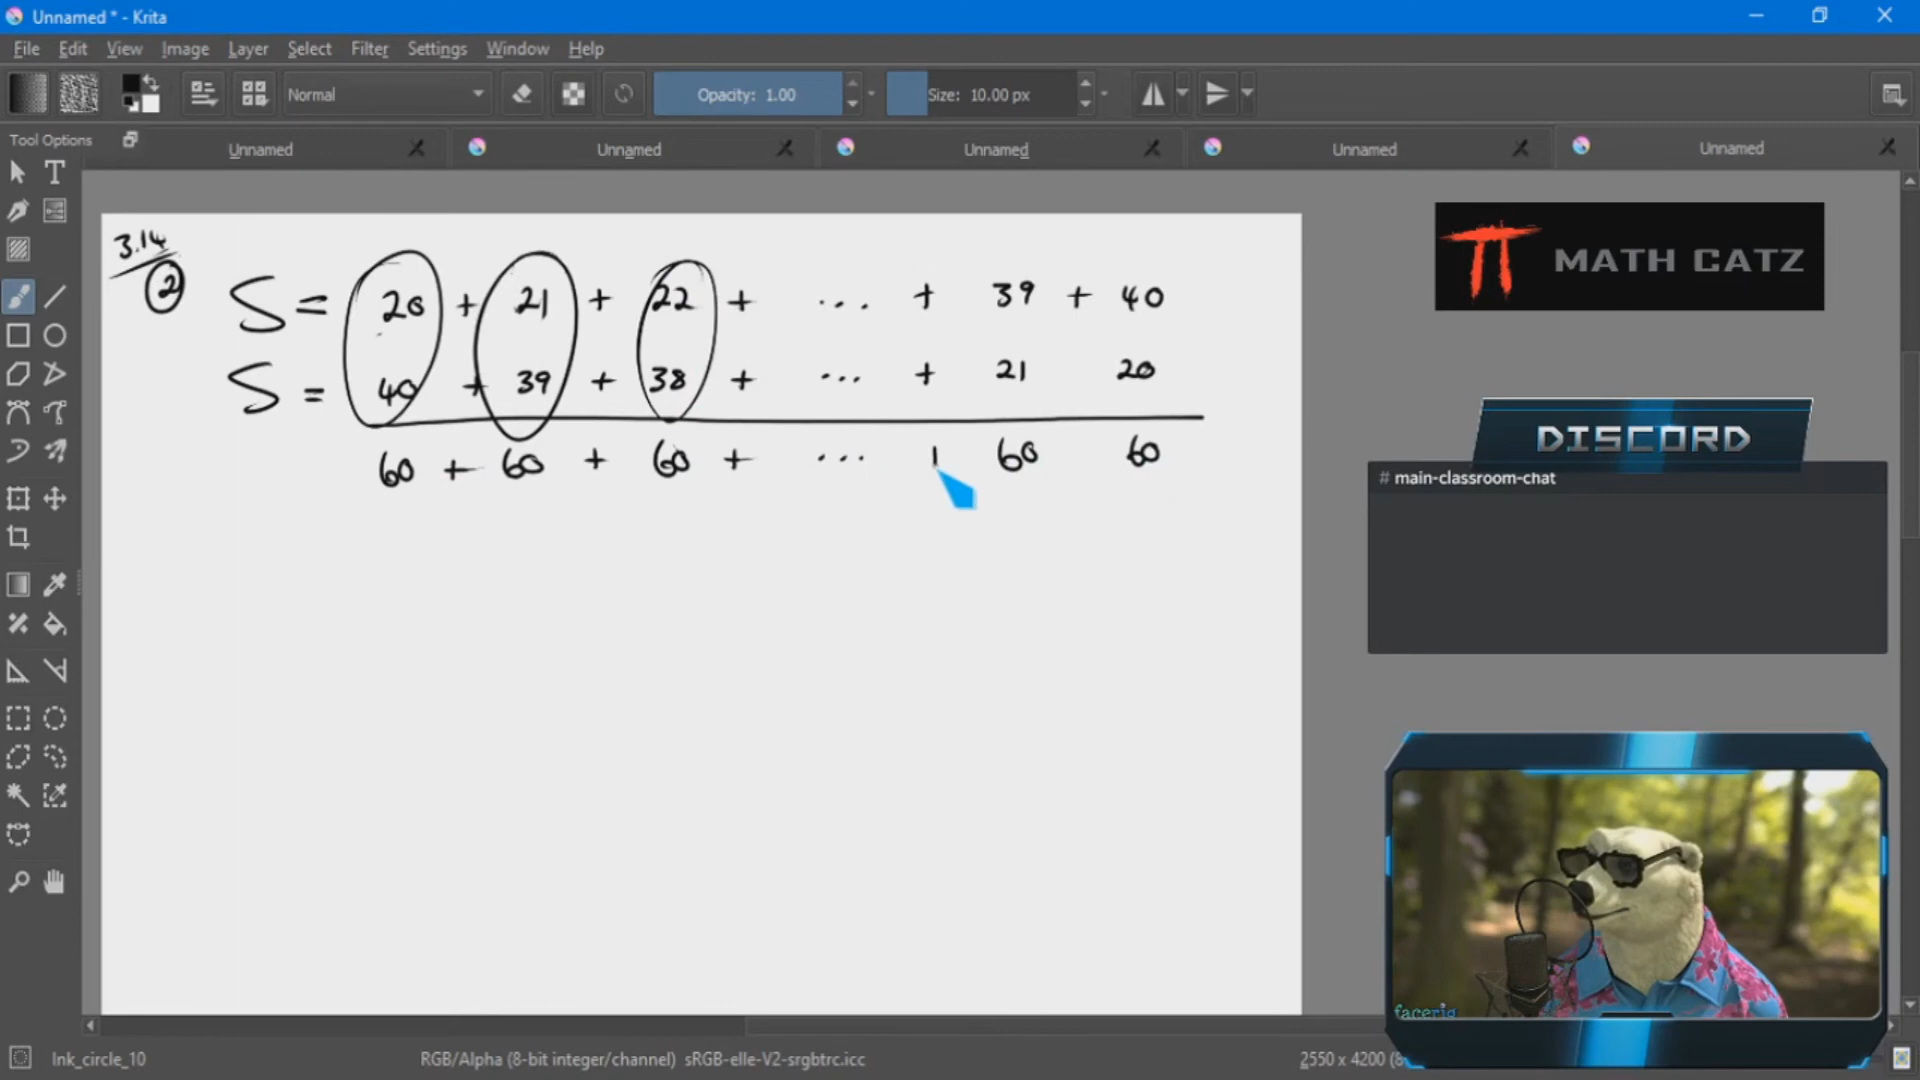 Unnamed * - Krita
File Edit View Image Layer Select Filter Settings Window Help
Normal Opacity: 1.00 Size: 10.00 px
Tool Options Unnamed Unnamed Unnamed Unnamed Unnamed
3.14
2
S = 20 + 21 + 22 + ... + 39 + 40
S = 40 + 39 + 38 + ... + 21 20
60 + 60 + 60 + ... 60 60
π MATH CATZ
DISCORD
# main-classroom-chat
facerig
Ink_circle_10 RGB/Alpha (8-bit integer/channel) sRGB-elle-V2-srgbtrc.icc 2550 x 4200 (8